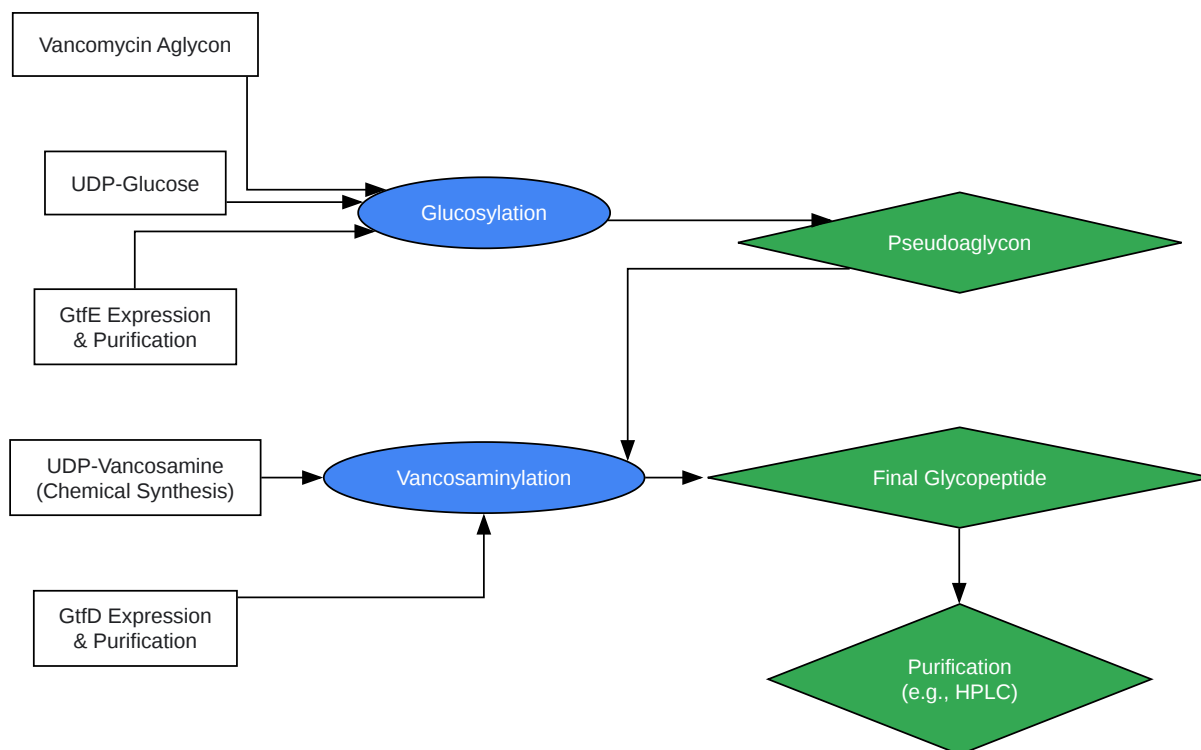 Vancomycin Aglycon
UDP-Glucose
Glucosylation
Pseudoaglycon
GtfE Expression
& Purification
UDP-Vancosamine
(Chemical Synthesis)
Vancosaminylation
Final Glycopeptide
GtfD Expression
& Purification
Purification
(e.g., HPLC)